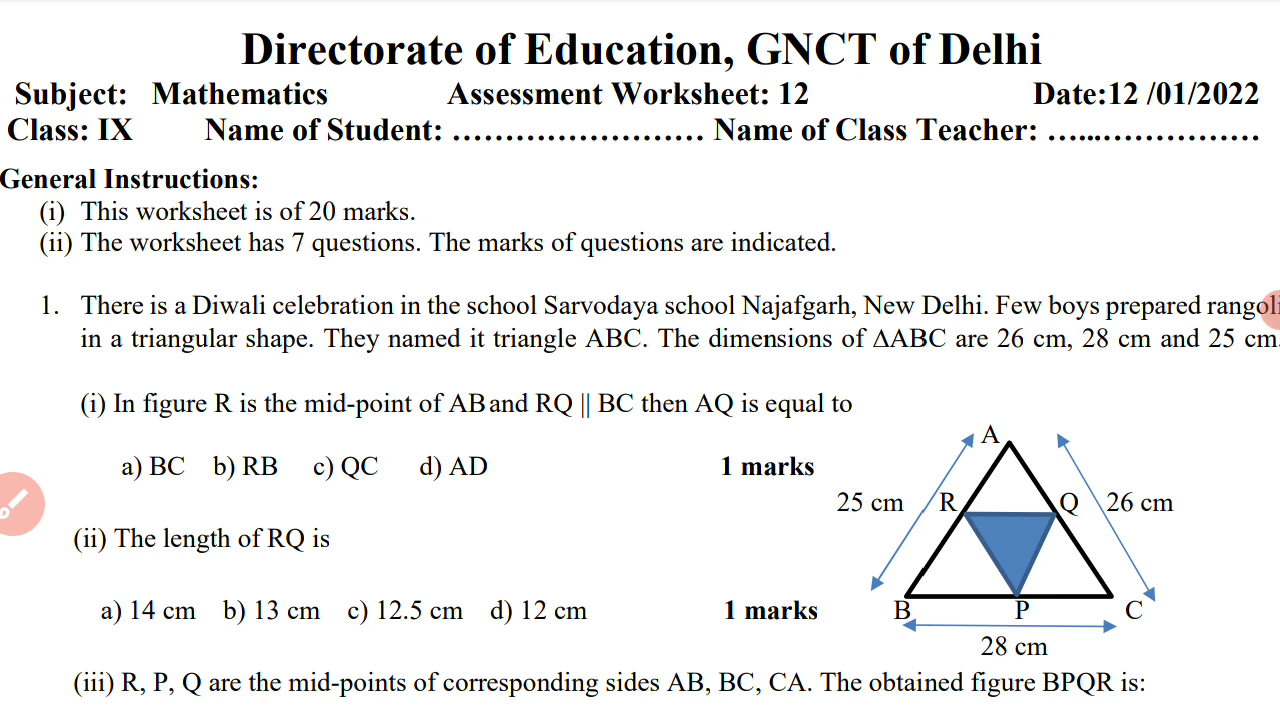 Directorate of Education, GNCT of Delhi
Subject: Mathematics Assessment Worksheet: 12 Date:12 /01/2022
Class: IX Name of Student: …………………… Name of Class Teacher: …...……………
General Instructions:
(i) This worksheet is of 20 marks.
(ii) The worksheet has 7 questions. The marks of questions are indicated.
1. There is a Diwali celebration in the school Sarvodaya school Najafgarh, New Delhi. Few boys prepared rangoli
in a triangular shape. They named it triangle ABC. The dimensions of ΔABC are 26 cm, 28 cm and 25 cm.
(i) In figure R is the mid-point of AB and RQ || BC then AQ is equal to
A
a) BC b) RB c) QC d) AD 1 marks
25 cm R Q 26 cm
(ii) The length of RQ is
a) 14 cm b) 13 cm c) 12.5 cm d) 12 cm 1 marks B P C
28 cm
(iii) R, P, Q are the mid-points of corresponding sides AB, BC, CA. The obtained figure BPQR is: